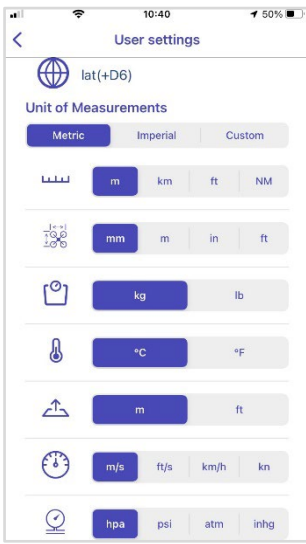 10:40
50%
User settings
lat(+D6)
Unit of Measurements
Metric Imperial Custom
m km ft NM
mm m in ft
kg lb
°C °F
m ft
m/s ft/s km/h kn
hpa psi atm inhg